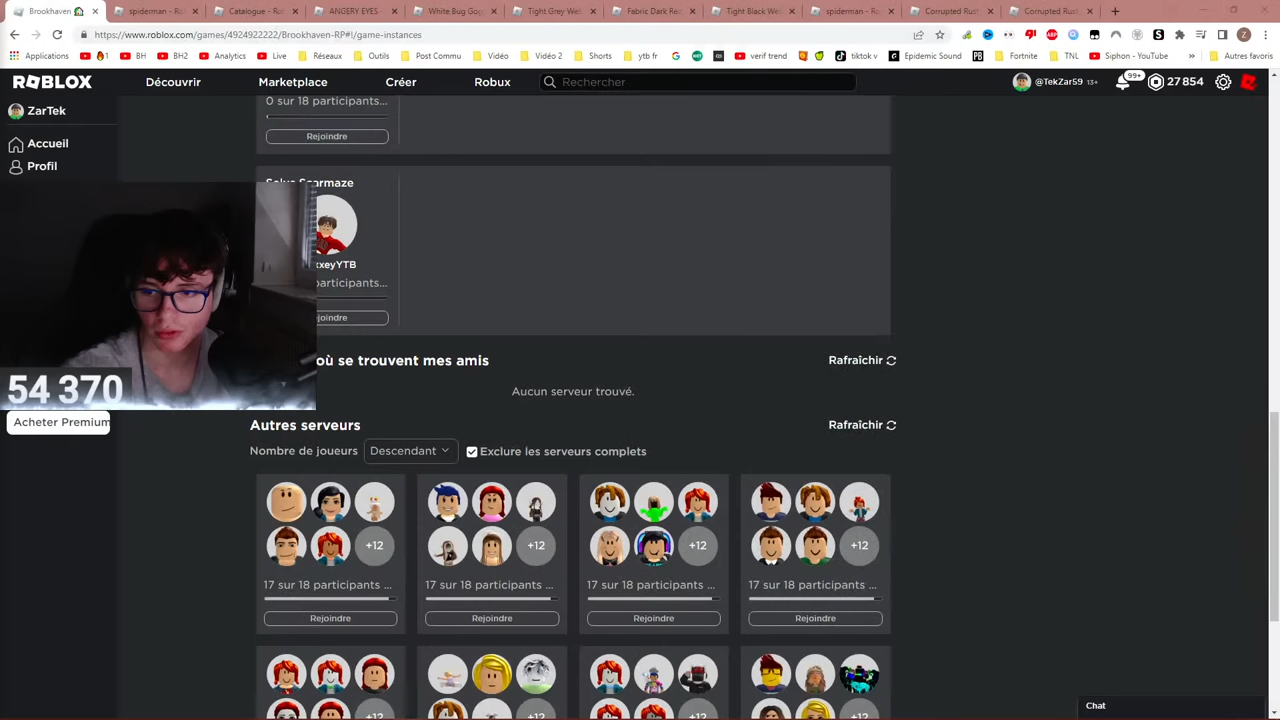 Brookhaven
spiderman - Ro
Catalogue - Ro
ANGERY EYES -
White Bug Gog
Tight Grey We
Fabric Dark Re
Tight Black We
spiderman - Ro
Corrupted Rust
Corrupted Rust
https://www.roblox.com/games/4924922222/Brookhaven-RP#!/game-instances
Applications
BH
BH2
Analytics
Live
Réseaux
Outils
Post Commu
Vidéo
Vidéo 2
Shorts
ytb fr
verif trend
tiktok v
Epidemic Sound
Fortnite
TNL
Siphon - YouTube
Autres favoris
ROBLOX
Découvrir
Marketplace
Créer
Robux
Rechercher
@TekZar59 13+
99+
27 854
ZarTek
Accueil
Profil
0 sur 18 participants...
Rejoindre
xxeyYTB
participants...
54 370
Acheter Premium
où se trouvent mes amis
Rafraîchir
Aucun serveur trouvé.
Autres serveurs
Rafraîchir
Nombre de joueurs
Descendant
Exclure les serveurs complets
+12
+12
+12
+12
17 sur 18 participants ...
17 sur 18 participants ...
17 sur 18 participants ...
17 sur 18 participants ...
Rejoindre
Rejoindre
Rejoindre
Rejoindre
+12
+12
+12
+12
Chat